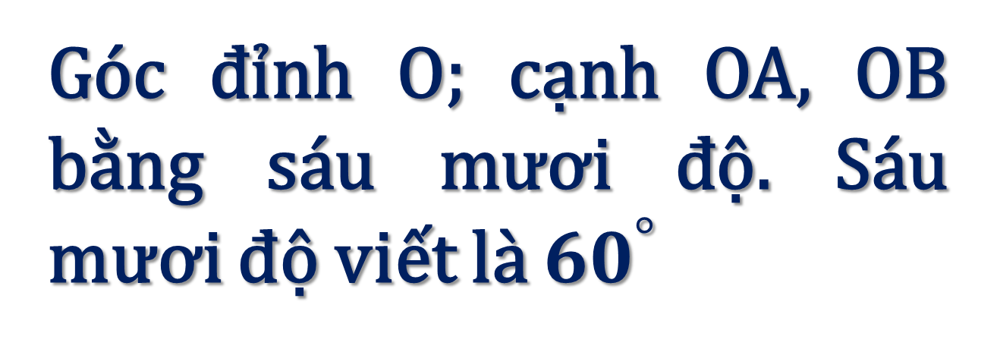 Góc đỉnh O; cạnh OA, OB
bằng sáu mươi độ. Sáu
mươi độ viết là 60°